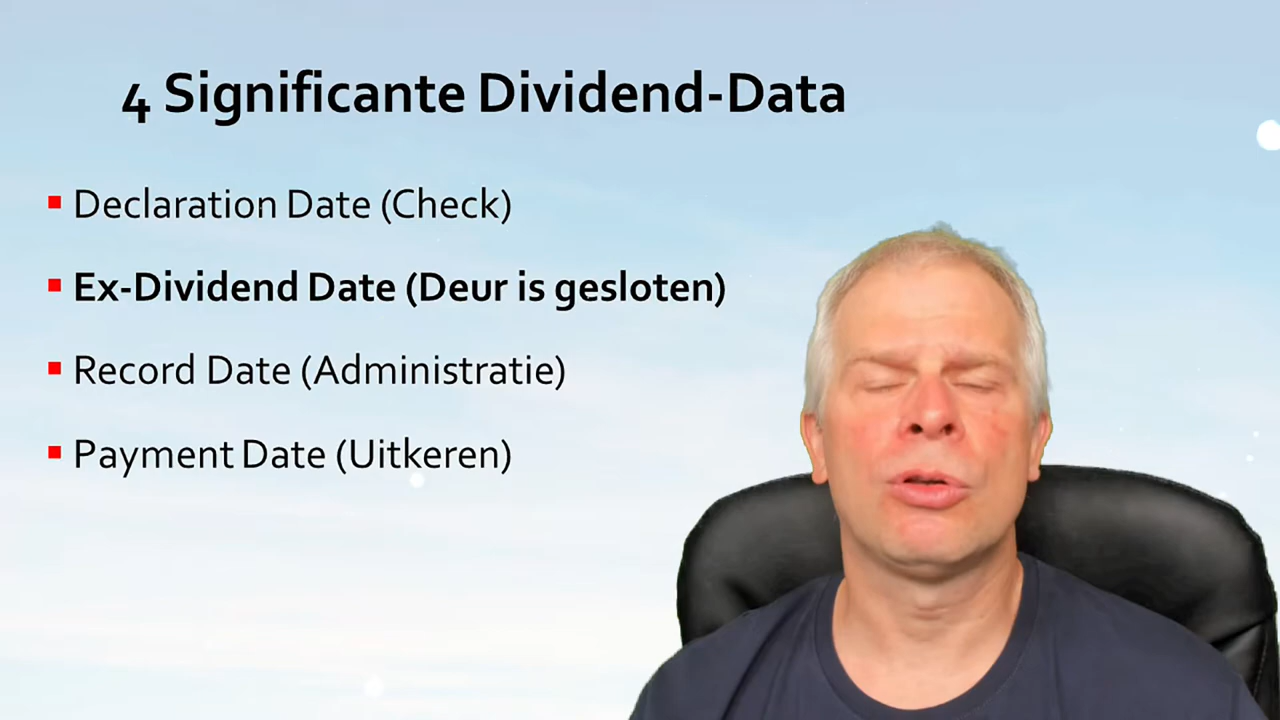 4 Significante Dividend-Data
Declaration Date (Check)
Ex-Dividend Date (Deur is gesloten)
Record Date (Administratie)
Payment Date (Uitkeren)